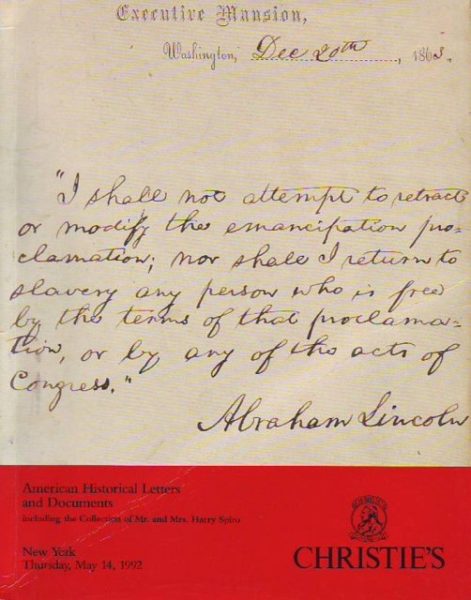 Executive Mansion,
Washington, Dec 20th, 1863.
"I shall not attempt to retract
or modify the emancipation pro-
clamation; nor shall I return to
slavery any person who is free
by the terms of that proclama-
tion, or by any of the acts of
Congress."
Abraham Lincoln
American Historical Letters
and Documents
including the Collection of Mr. and Mrs. Harry Spiro
New York
Thursday, May 14, 1992
CHRISTIE'S